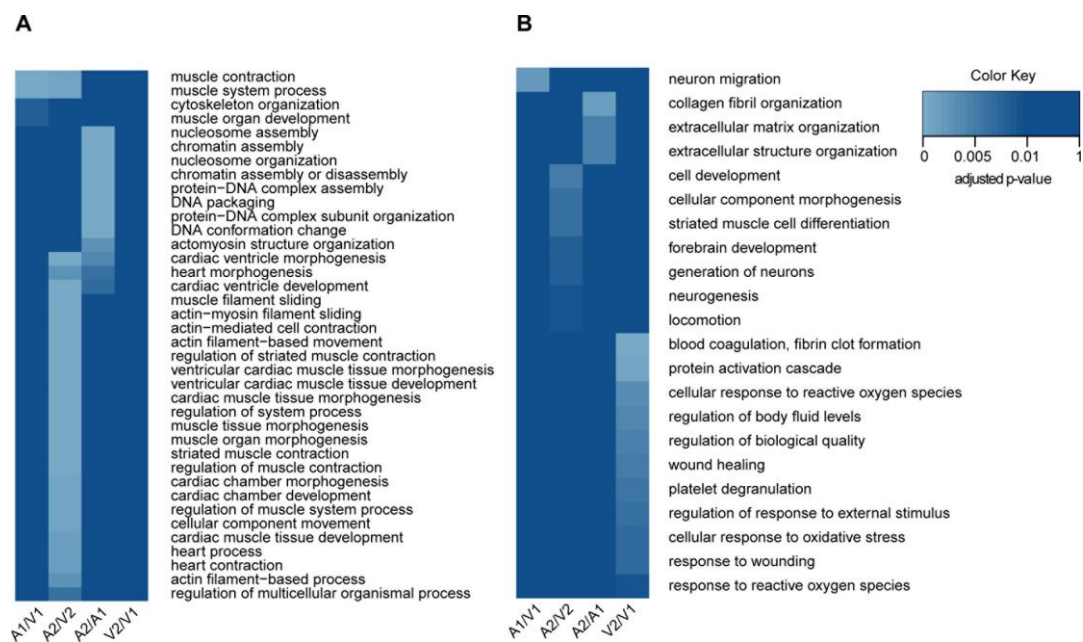 A
muscle contraction
muscle system process
cytoskeleton organization
muscle organ development
nucleosome assembly
chromatin assembly
nucleosome organization
chromatin assembly or disassembly
protein−DNA complex assembly
DNA packaging
protein−DNA complex subunit organization
DNA conformation change
actomyosin structure organization
cardiac ventricle morphogenesis
heart morphogenesis
cardiac ventricle development
muscle filament sliding
actin−myosin filament sliding
actin−mediated cell contraction
actin filament−based movement
regulation of striated muscle contraction
ventricular cardiac muscle tissue morphogenesis
ventricular cardiac muscle tissue development
cardiac muscle tissue morphogenesis
regulation of system process
muscle tissue morphogenesis
muscle organ morphogenesis
striated muscle contraction
regulation of muscle contraction
cardiac chamber morphogenesis
cardiac chamber development
regulation of muscle system process
cellular component movement
cardiac muscle tissue development
heart process
heart contraction
actin filament−based process
regulation of multicellular organismal process
A1/V1 A2/V2 A2/A1 V2/V1
B
neuron migration
collagen fibril organization
extracellular matrix organization
extracellular structure organization
cell development
cellular component morphogenesis
striated muscle cell differentiation
forebrain development
generation of neurons
neurogenesis
locomotion
blood coagulation, fibrin clot formation
protein activation cascade
cellular response to reactive oxygen species
regulation of body fluid levels
regulation of biological quality
wound healing
platelet degranulation
regulation of response to external stimulus
cellular response to oxidative stress
response to wounding
response to reactive oxygen species
A1/V1 A2/V2 A2/A1 V2/V1
Color Key
0 0.005 0.01 1
adjusted p-value